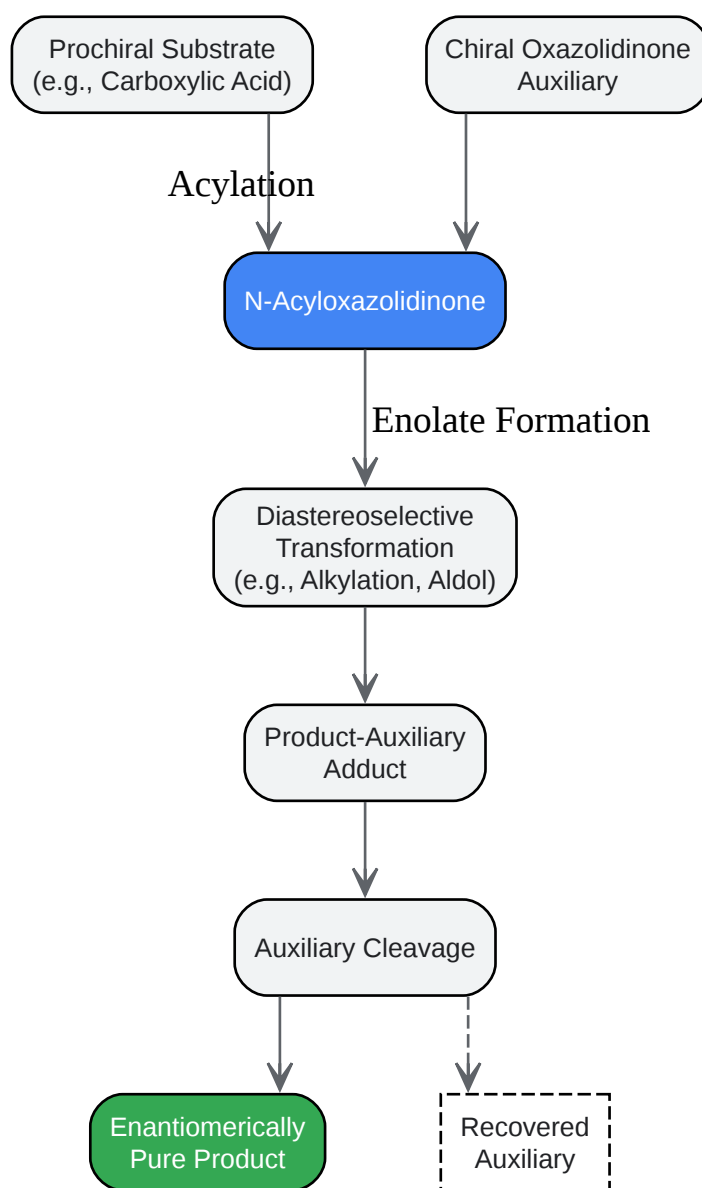 Prochiral Substrate
(e.g., Carboxylic Acid)
Chiral Oxazolidinone
Auxiliary
Acylation
N-Acyloxazolidinone
Enolate Formation
Diastereoselective
Transformation
(e.g., Alkylation, Aldol)
Product-Auxiliary
Adduct
Auxiliary Cleavage
Enantiomerically
Pure Product
Recovered
Auxiliary